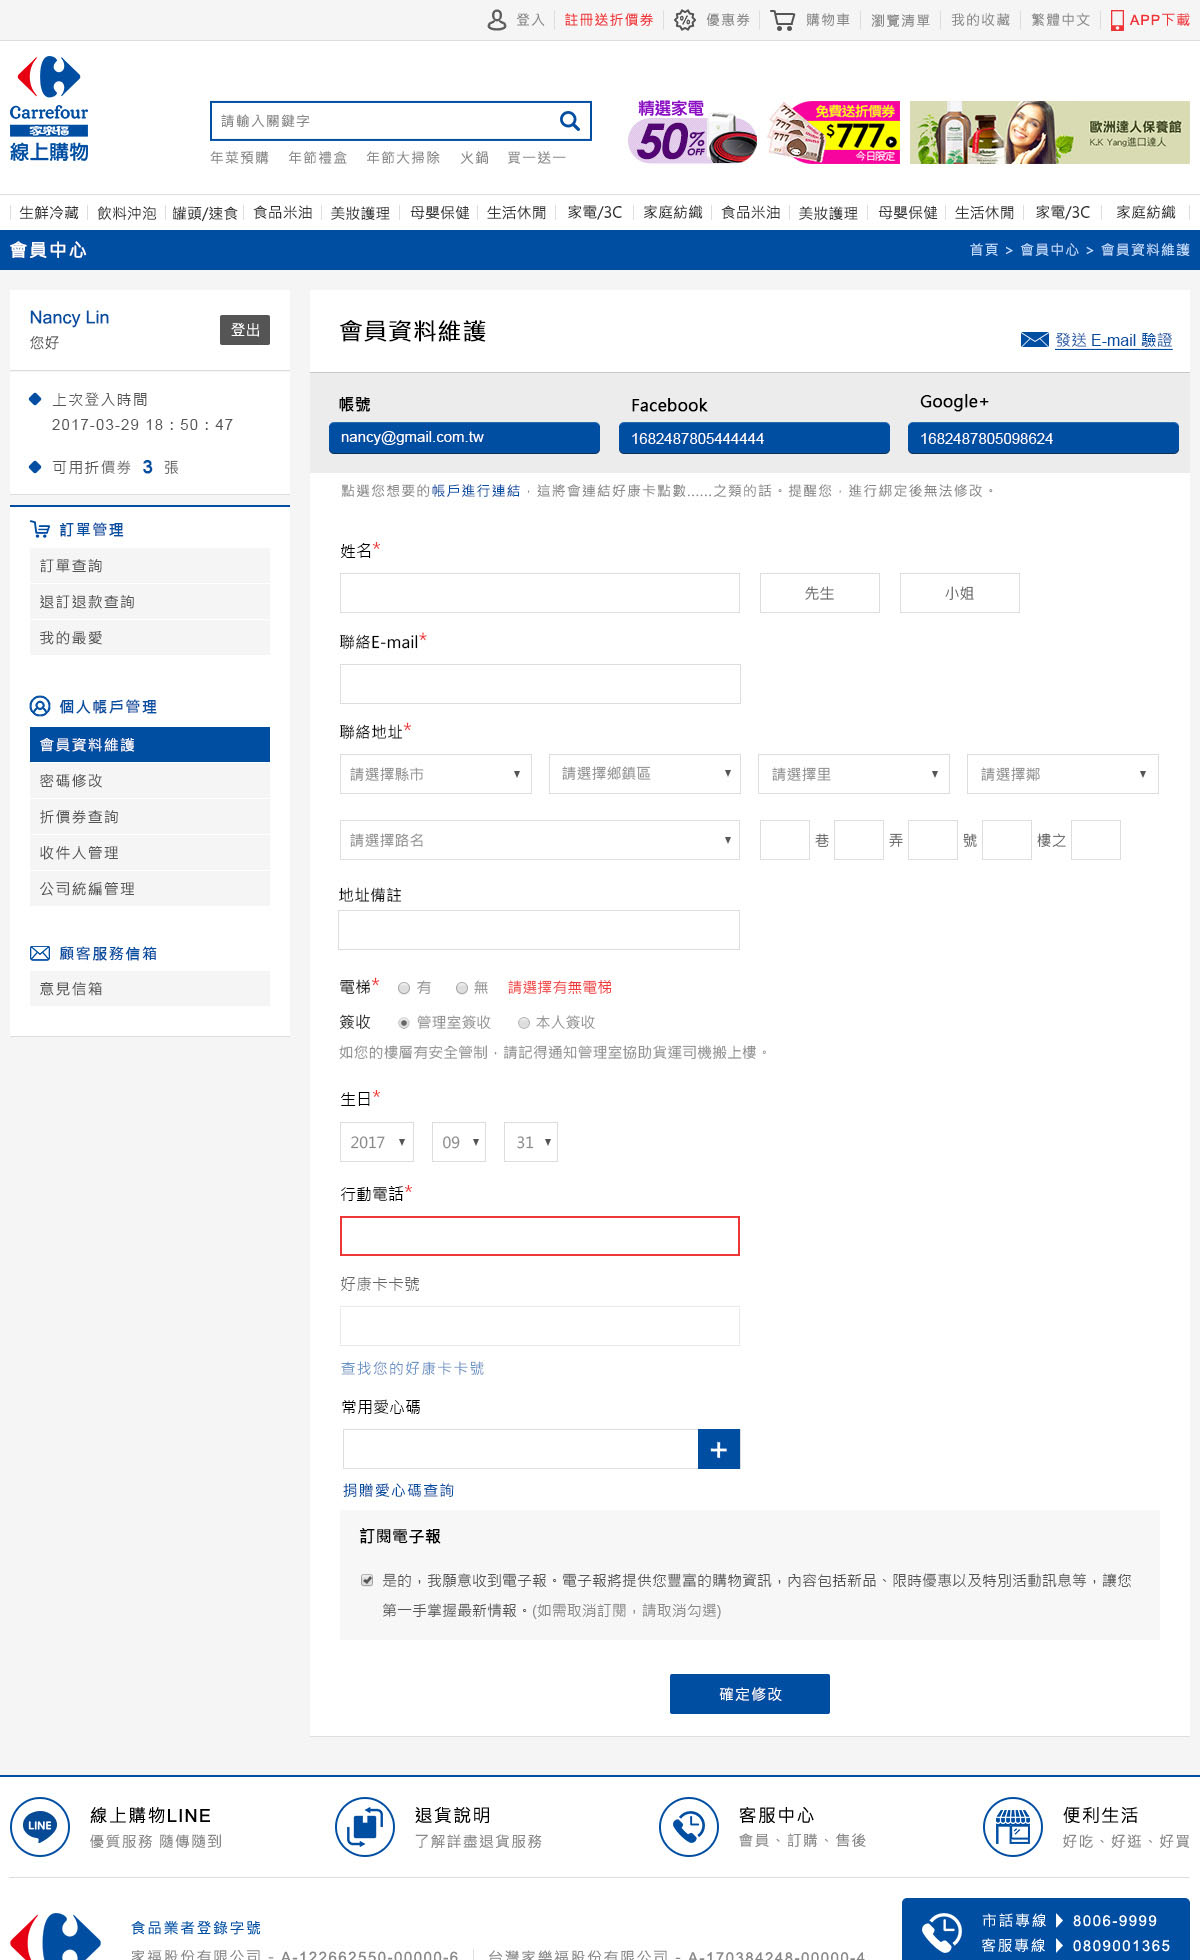 登入 註冊送折價券 優惠券 購物車 瀏覽清單 我的收藏 繁體中文 APP下載
Carrefour
家樂福
線上購物
請輸入關鍵字
年菜預購 年節禮盒 年節大掃除 火鍋 買一送一
精選家電
50%OFF
免費送折價券
$777
今日限定
歐洲達人保養館
K.K Yang進口達人
生鮮冷藏 飲料沖泡 罐頭/速食 食品米油 美妝護理 母嬰保健 生活休閒 家電/3C 家庭紡織 食品米油 美妝護理 母嬰保健 生活休閒 家電/3C 家庭紡織
會員中心
首頁 > 會員中心 > 會員資料維護
Nancy Lin
您好
登出
上次登入時間
2017-03-29 18：50：47
可用折價券 3 張
訂單管理
訂單查詢
退訂退款查詢
我的最愛
個人帳戶管理
會員資料維護
密碼修改
折價券查詢
收件人管理
公司統編管理
顧客服務信箱
意見信箱
會員資料維護
發送 E-mail 驗證
帳號 Facebook Google+
nancy@gmail.com.tw 1682487805444444 1682487805098624
點選您想要的帳戶進行連結，這將會連結好康卡點數......之類的話。提醒您，進行綁定後無法修改。
姓名*
先生 小姐
聯絡E-mail*
聯絡地址*
請選擇縣市 請選擇鄉鎮區 請選擇里 請選擇鄰
請選擇路名 巷 弄 號 樓之
地址備註
電梯* 有 無 請選擇有無電梯
簽收 管理室簽收 本人簽收
如您的樓層有安全管制，請記得通知管理室協助貨運司機搬上樓。
生日*
2017 09 31
行動電話*
好康卡卡號
查找您的好康卡卡號
常用愛心碼
+
捐贈愛心碼查詢
訂閱電子報
是的，我願意收到電子報。電子報將提供您豐富的購物資訊，內容包括新品、限時優惠以及特別活動訊息等，讓您
第一手掌握最新情報。(如需取消訂閱，請取消勾選)
確定修改
LINE
線上購物LINE
優質服務 隨傳隨到
退貨說明
了解詳盡退貨服務
客服中心
會員、訂購、售後
便利生活
好吃、好逛、好買
食品業者登錄字號
家福股份有限公司 - A-122662550-00000-6 台灣家樂福股份有限公司 - A-170384248-00000-4
市話專線 8006-9999
客服專線 0809001365